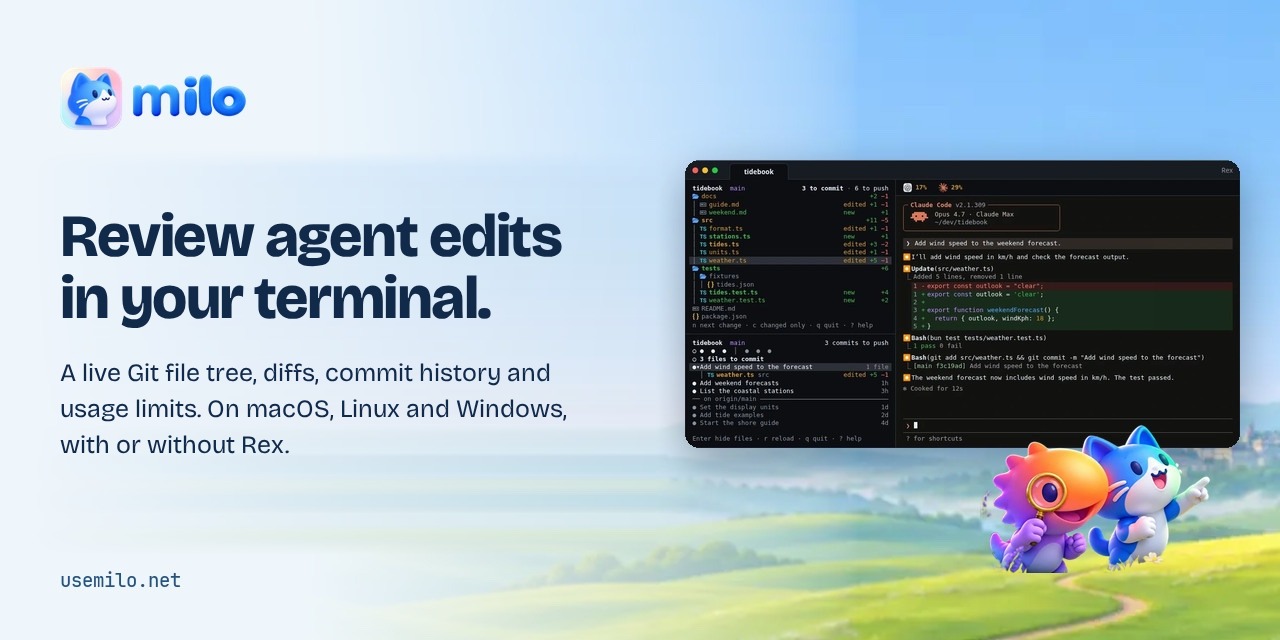 milo
Review agent edits
in your terminal.
A live Git file tree, diffs, commit history and
usage limits. On macOS, Linux and Windows,
with or without Rex.
usemilo.net
tidebook
Rex
tidebook main 3 to commit · 6 to push
docs +2 −1
guide.md edited +1 −1
weekend.md new +1
src +11 −5
format.ts edited +1 −1
stations.ts new +1
tides.ts edited +3 −2
units.ts edited +1 −1
weather.ts edited +5 −1
tests +6
fixtures
{} tides.json
TS tides.test.ts new +4
TS weather.test.ts new +2
README.md
{} package.json
n next change · c changed only · q quit · ? help
tidebook main 3 commits to push
3 files to commit
Add wind speed to the forecast 1 file
TS weather.ts src edited +5 −1
Add weekend forecasts 1h
List the coastal stations 3h
on origin/main
Set the display units 1d
Add tide examples 2d
Start the shore guide 4d
Enter hide files · r reload · q quit · ? help
17% 29%
Claude Code v2.1.309
Opus 4.7 · Claude Max
~/dev/tidebook
❯ Add wind speed to the weekend forecast.
I'll add wind speed in km/h and check the forecast output.
Update(src/weather.ts)
Added 5 lines, removed 1 line
1 - export const outlook = "clear";
1 + export const outlook = 'clear';
2 +
3 + export function weekendForecast() {
4 + return { outlook, windKph: 18 };
5 + }
Bash(bun test tests/weather.test.ts)
1 pass 0 fail
Bash(git add src/weather.ts && git commit -m "Add wind speed to the forecast")
[main f3c19ad] Add wind speed to the forecast
The weekend forecast now includes wind speed in km/h. The test passed.
Cooked for 12s
❯
? for shortcuts